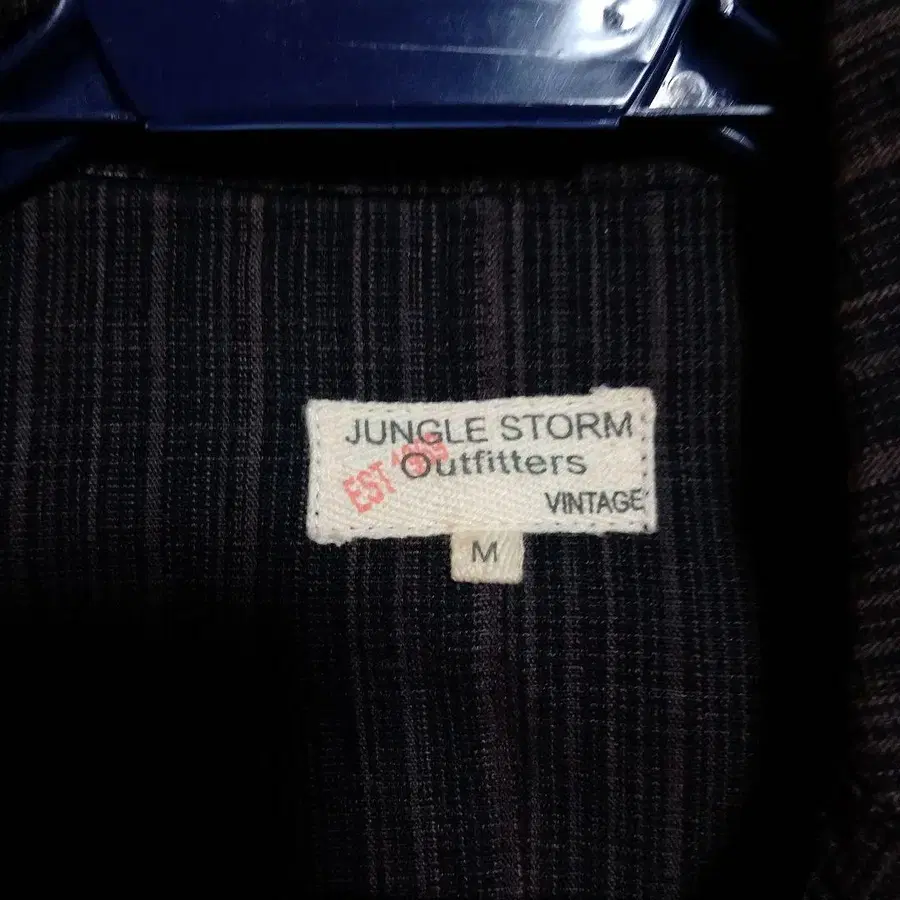 JUNGLE STORM
Outfitters
EST
VINTAGE
M